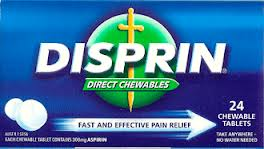 DISPRIN
DIRECT CHEWABLES
FAST AND EFFECTIVE PAIN RELIEF
24
CHEWABLE
TABLETS
EACH CHEWABLE TABLET CONTAINS 300mg ASPIRIN
TAKE ANYWHERE -
NO WATER NEEDED